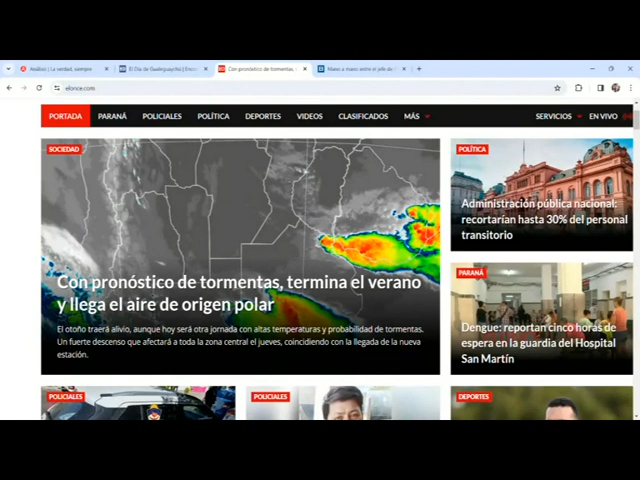 Análisis | La verdad, siempre
El Día de Gualeguaychú | Enc
Con pronóstico de tormentas, t
Mano a mano entre el jefe de
elonce.com
PORTADA PARANÁ POLICIALES POLÍTICA DEPORTES VIDEOS CLASIFICADOS MÁS SERVICIOS EN VIVO
SOCIEDAD
Con pronóstico de tormentas, termina el verano
y llega el aire de origen polar
El otoño traerá alivio, aunque hoy será otra jornada con altas temperaturas y probabilidad de tormentas.
Un fuerte descenso que afectará a toda la zona central el jueves, coincidiendo con la llegada de la nueva
estación.
POLÍTICA
Administración pública nacional:
recortarían hasta 30% del personal
transitorio
PARANÁ
Dengue: reportan cinco horas de
espera en la guardia del Hospital
San Martín
POLICIALES
POLICIALES
DEPORTES